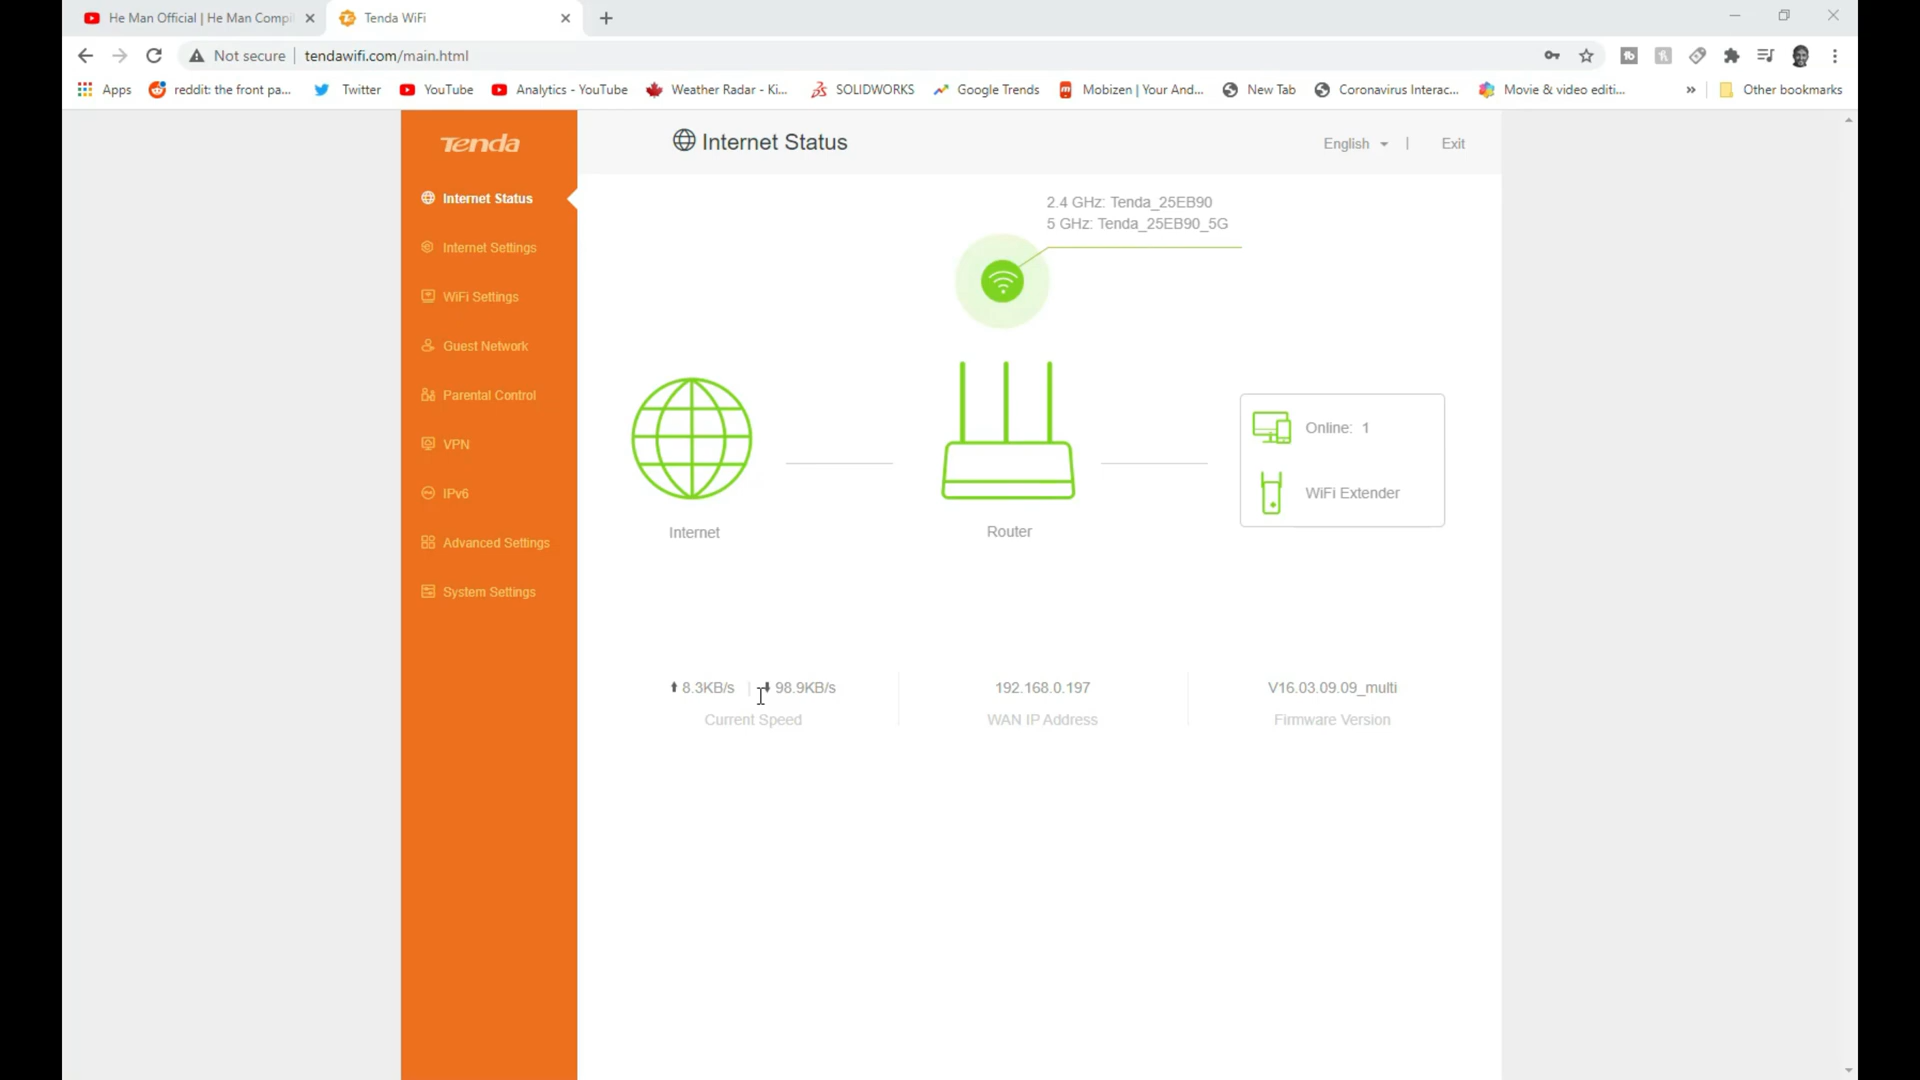 He Man Official | He Man Compi
Tenda WiFi
Not secure | tendawifi.com/main.html
Apps
reddit: the front pa...
Twitter
YouTube
Analytics - YouTube
Weather Radar - Ki...
SOLIDWORKS
Google Trends
Mobizen | Your And...
New Tab
Coronavirus Interac...
Movie & video editi...
»
Other bookmarks
Tenda
Internet Status
English
|
Exit
Internet Status
Internet Settings
WiFi Settings
Guest Network
Parental Control
VPN
IPv6
Advanced Settings
System Settings
2.4 GHz: Tenda_25EB90
5 GHz: Tenda_25EB90_5G
Online: 1
WiFi Extender
Internet
Router
8.3KB/s | 98.9KB/s
Current Speed
192.168.0.197
WAN IP Address
V16.03.09.09_multi
Firmware Version